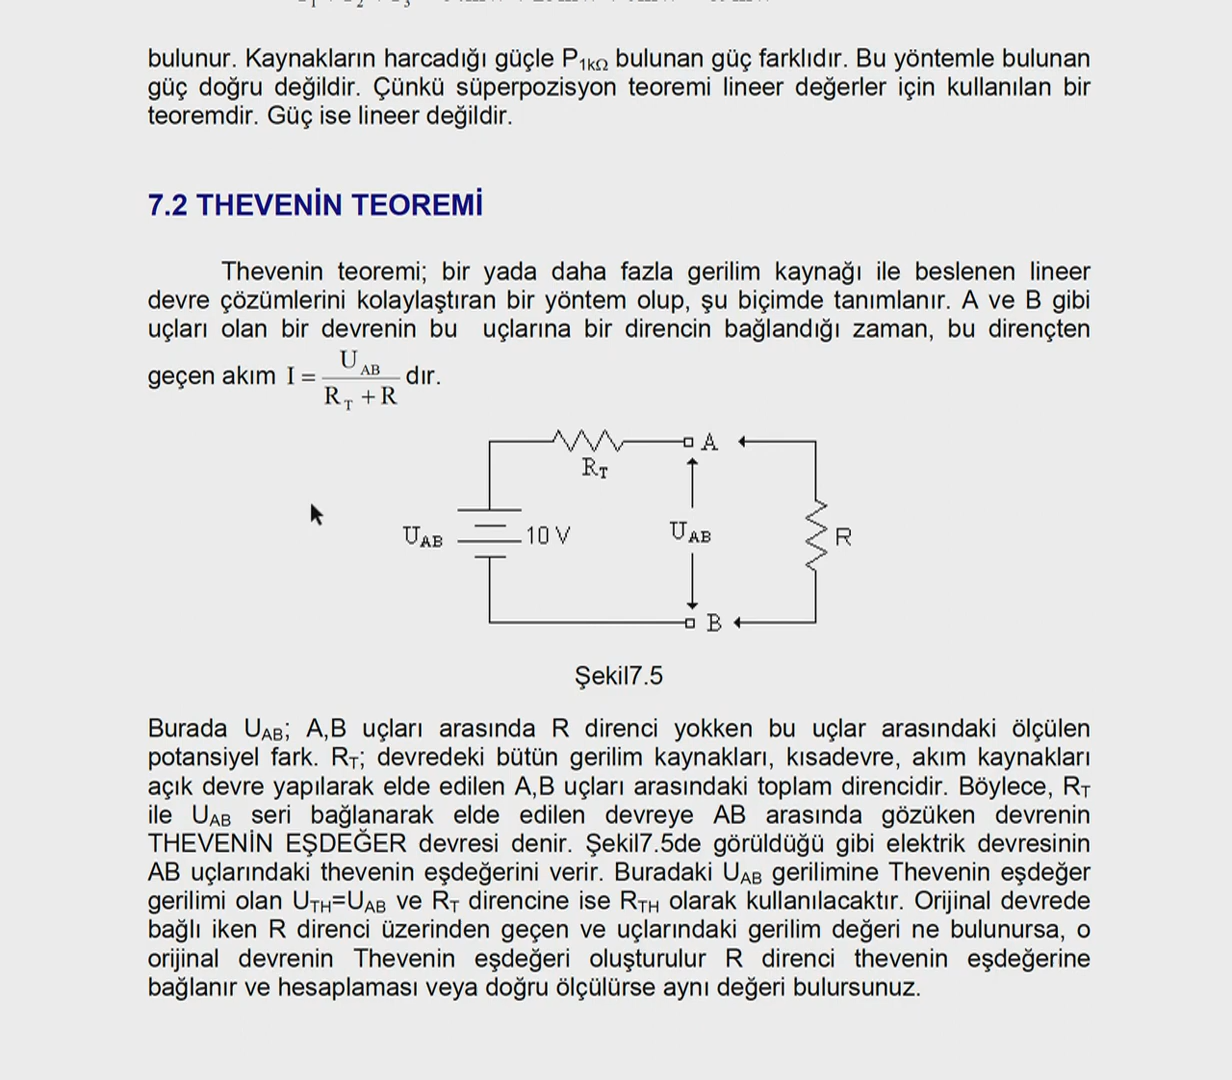 bulunur. Kaynakların harcadığı güçle P1kΩ bulunan güç farklıdır. Bu yöntemle bulunan
güç doğru değildir. Çünkü süperpozisyon teoremi lineer değerler için kullanılan bir
teoremdir. Güç ise lineer değildir.
7.2 THEVENİN TEOREMİ
Thevenin teoremi; bir yada daha fazla gerilim kaynağı ile beslenen lineer
devre çözümlerini kolaylaştıran bir yöntem olup, şu biçimde tanımlanır. A ve B gibi
uçları olan bir devrenin bu uçlarına bir direncin bağlandığı zaman, bu dirençten
geçen akım I = UAB / RT + R dır.
RT
A
UAB
10 V
UAB
R
B
Şekil7.5
Burada UAB; A,B uçları arasında R direnci yokken bu uçlar arasındaki ölçülen
potansiyel fark. RT; devredeki bütün gerilim kaynakları, kısadevre, akım kaynakları
açık devre yapılarak elde edilen A,B uçları arasındaki toplam direncidir. Böylece, RT
ile UAB seri bağlanarak elde edilen devreye AB arasında gözüken devrenin
THEVENİN EŞDEĞER devresi denir. Şekil7.5de görüldüğü gibi elektrik devresinin
AB uçlarındaki thevenin eşdeğerini verir. Buradaki UAB gerilimine Thevenin eşdeğer
gerilimi olan UTH=UAB ve RT direncine ise RTH olarak kullanılacaktır. Orijinal devrede
bağlı iken R direnci üzerinden geçen ve uçlarındaki gerilim değeri ne bulunursa, o
orijinal devrenin Thevenin eşdeğeri oluşturulur R direnci thevenin eşdeğerine
bağlanır ve hesaplaması veya doğru ölçülürse aynı değeri bulursunuz.